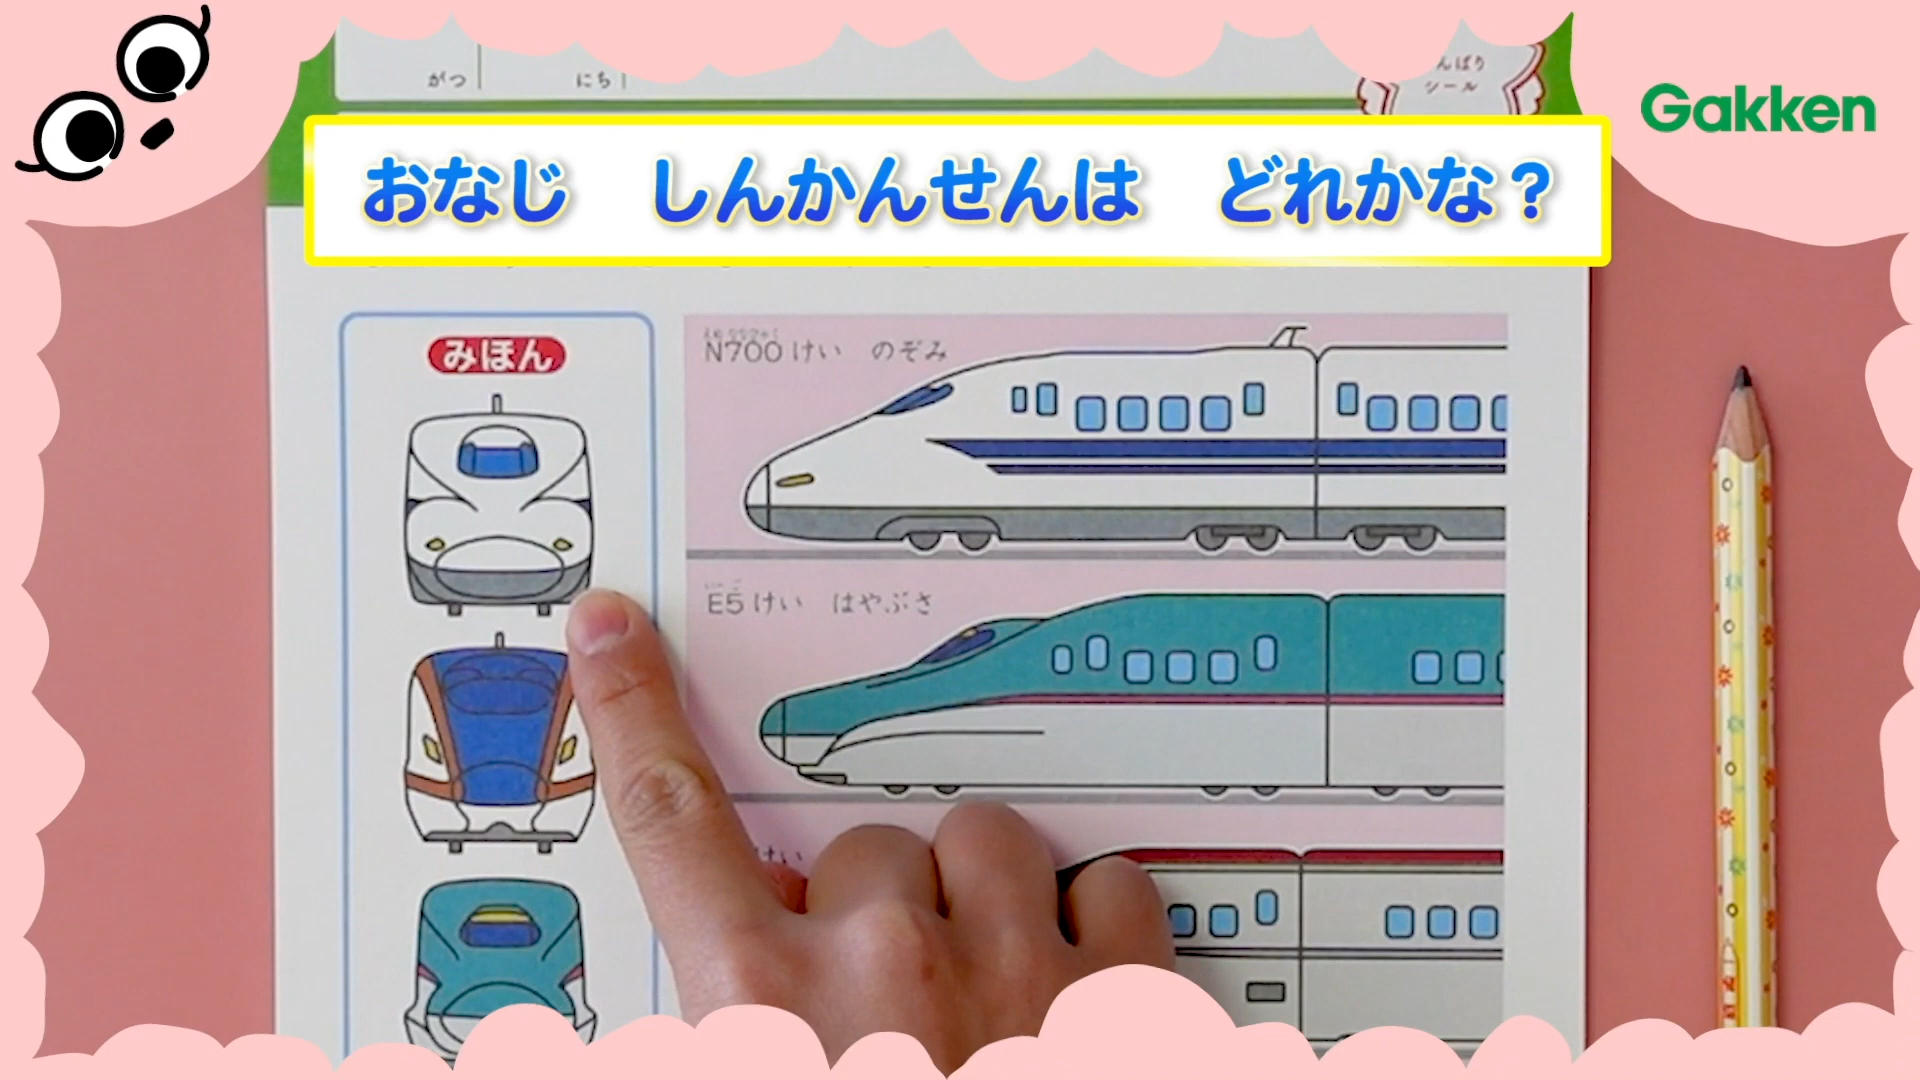 がつ にち
Gakken
おなじ しんかんせんは どれかな?
みほん
N700けい のぞみ
E5けい はやぶさ
けい